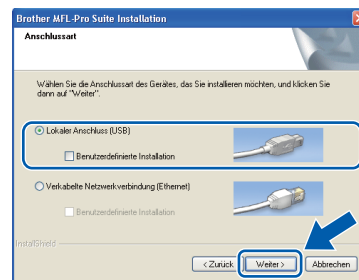 Brother MFL-Pro Suite Installation
Anschlussart
Wählen Sie die Anschlussart des Gerätes, das Sie installieren möchten, und klicken Sie
dann auf "Weiter".
Lokaler Anschluss (USB)
Benutzerdefinierte Installation
Verkabelte Netzwerkverbindung (Ethernet)
Benutzerdefinierte Installation
InstallShield
< Zurück Weiter > Abbrechen